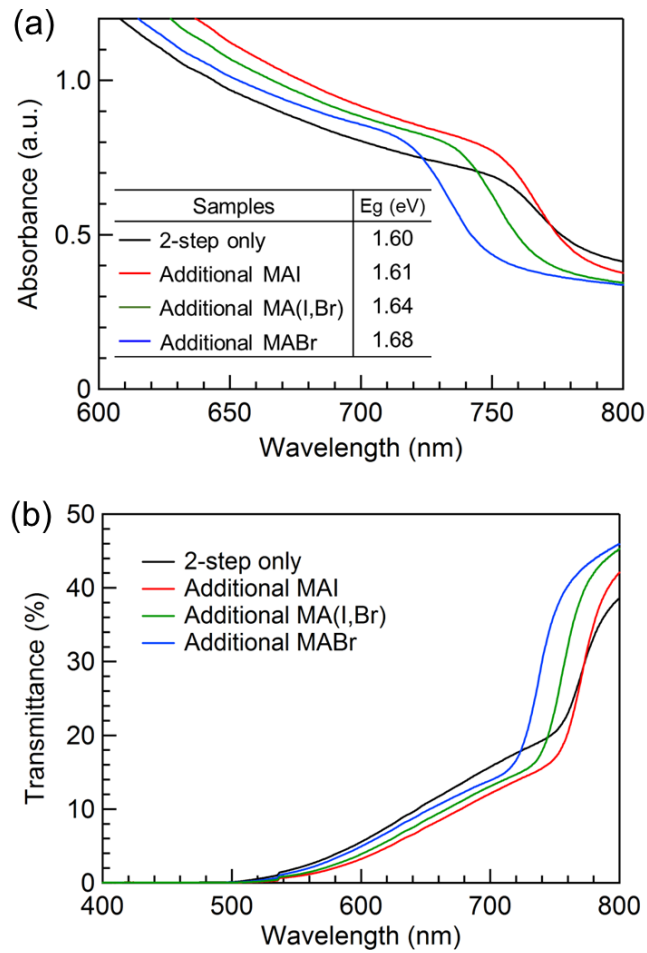 (a)
1.0
0.5
0
Absorbance (a.u.)
Samples Eg (eV)
2-step only 1.60
Additional MAI 1.61
Additional MA(I,Br) 1.64
Additional MABr 1.68
600 650 700 750 800
Wavelength (nm)
(b)
50
40
30
20
10
0
Transmittance (%)
2-step only
Additional MAI
Additional MA(I,Br)
Additional MABr
400 500 600 700 800
Wavelength (nm)